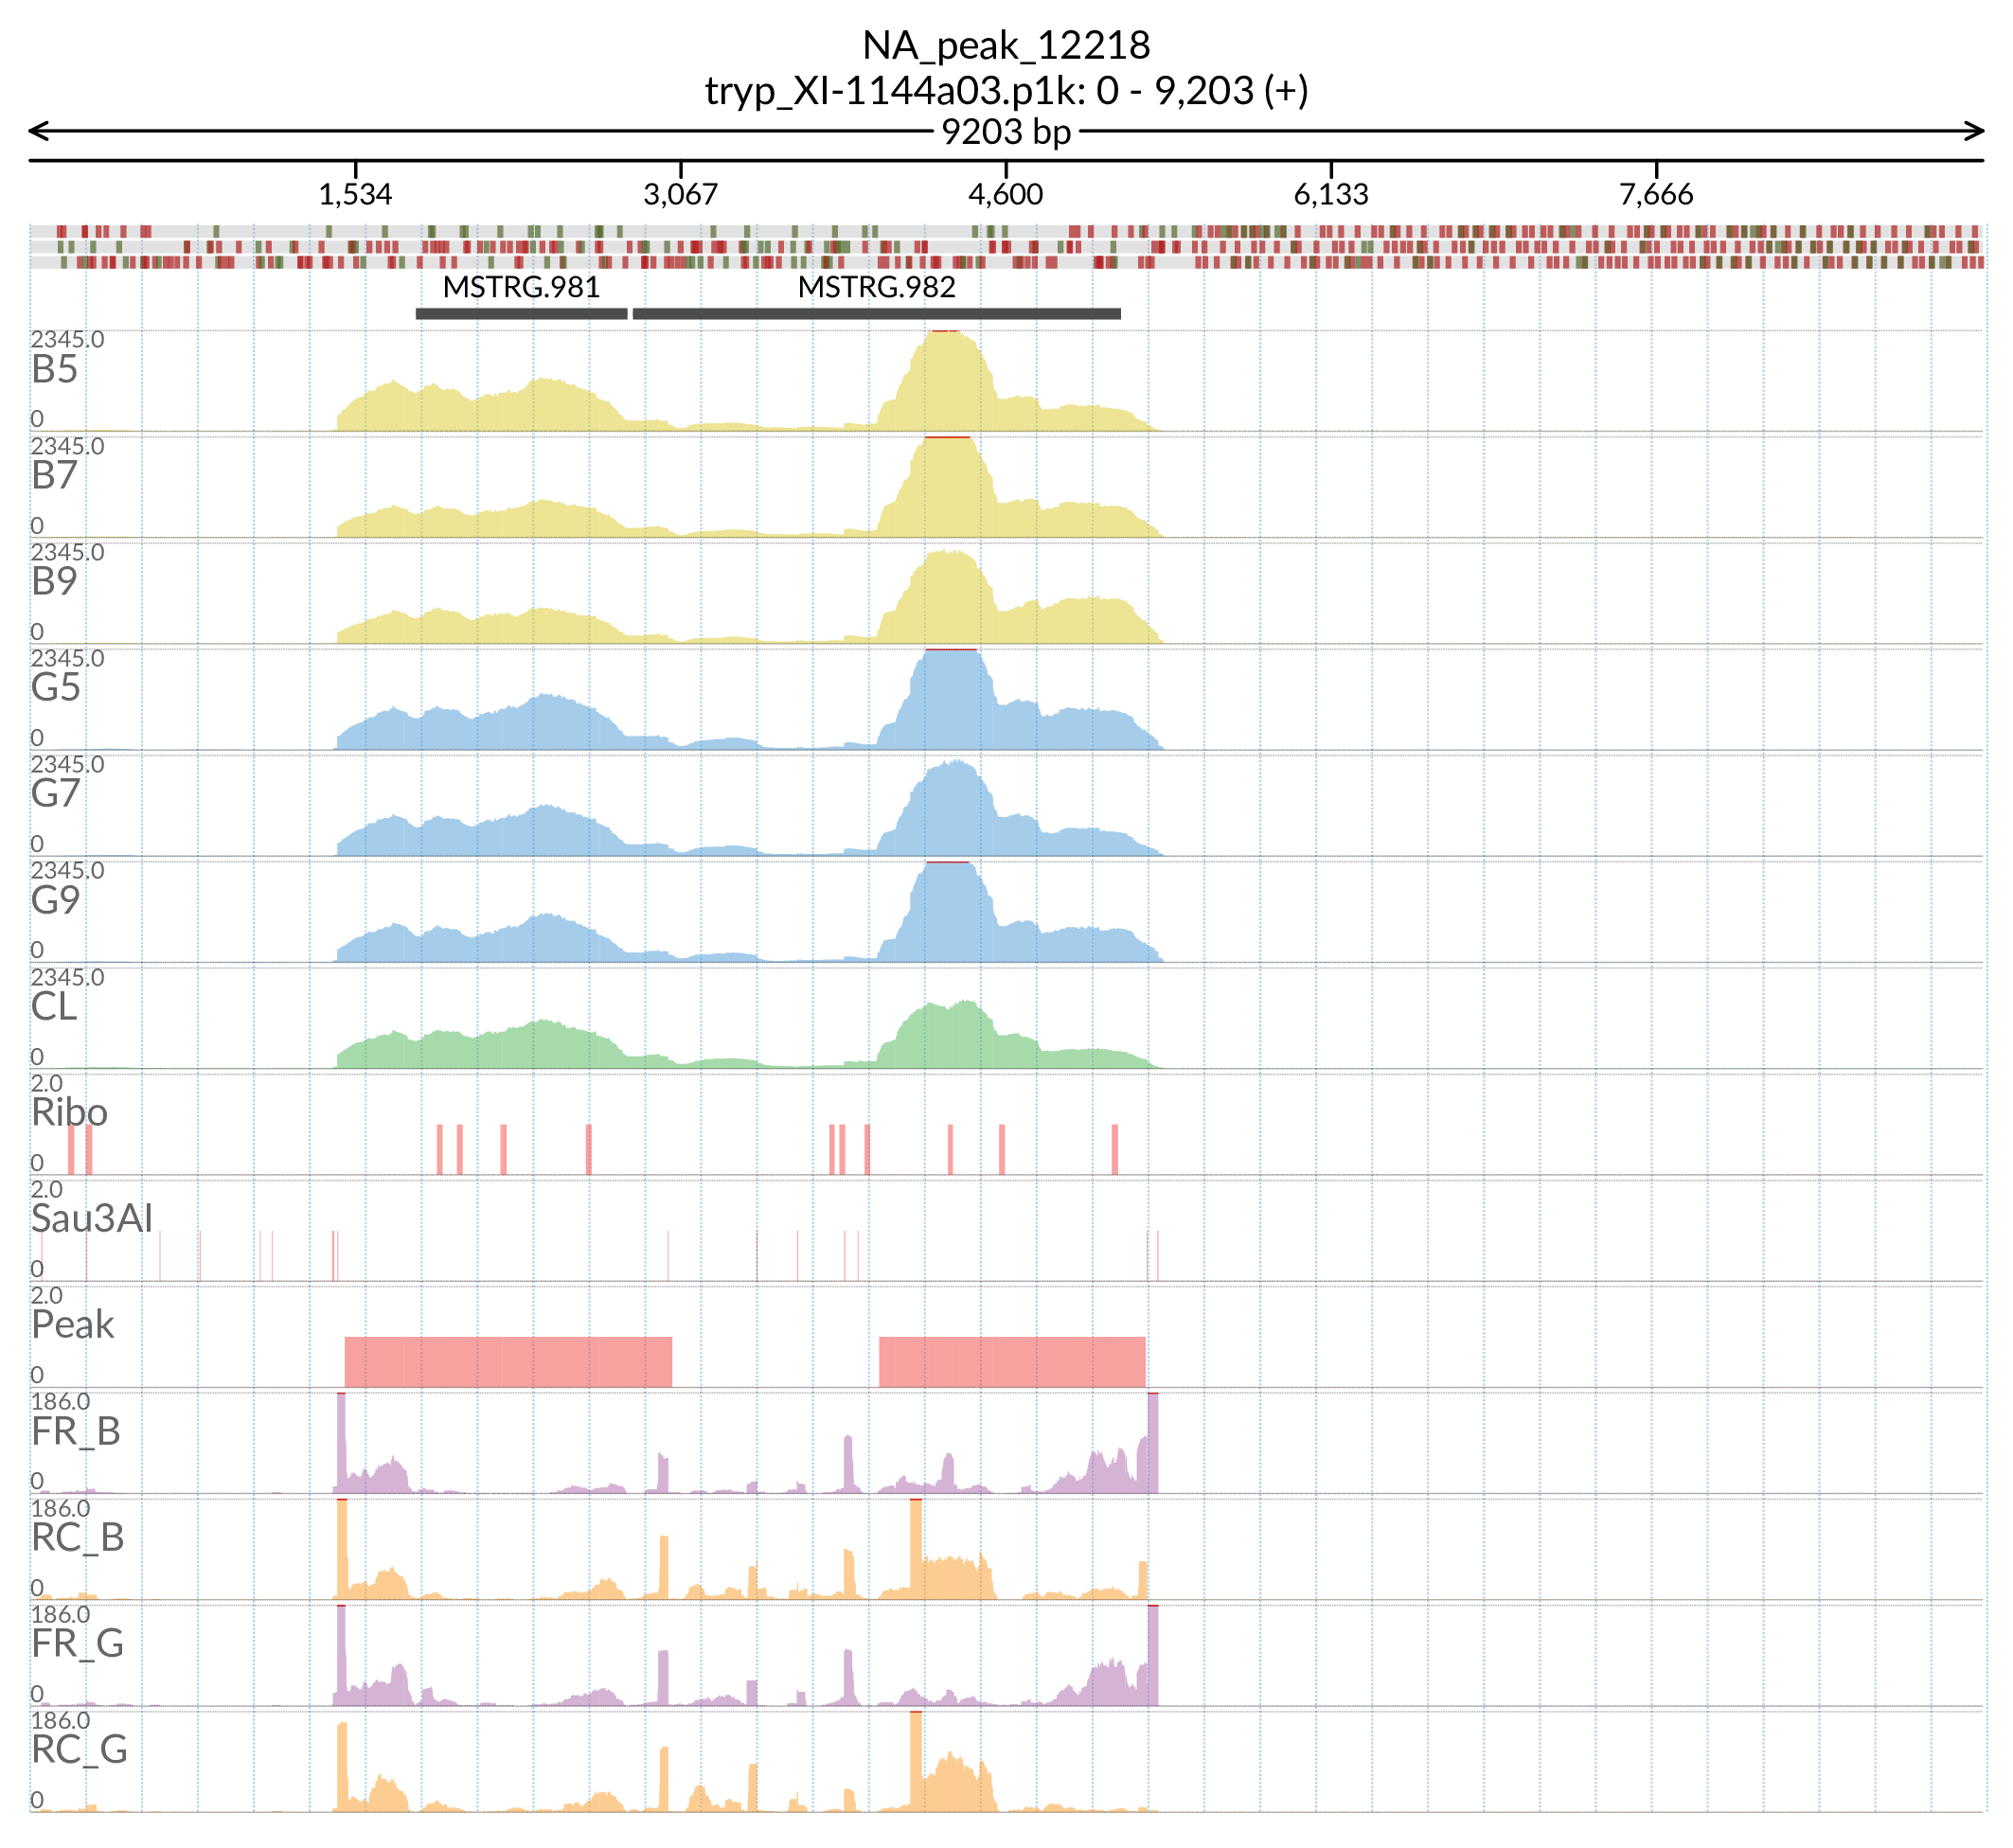 NA_peak_12218
tryp_XI-1144a03.p1k: 0 - 9,203 (+)
9203 bp
1,534 3,067 4,600 6,133 7,666
MSTRG.981 MSTRG.982
2345.0
B5
0
2345.0
B7
0
2345.0
B9
0
2345.0
G5
0
2345.0
G7
0
2345.0
G9
0
2345.0
CL
0
2.0
Ribo
0
2.0
Sau3AI
0
2.0
Peak
0
186.0
FR_B
0
186.0
RC_B
0
186.0
FR_G
0
186.0
RC_G
0